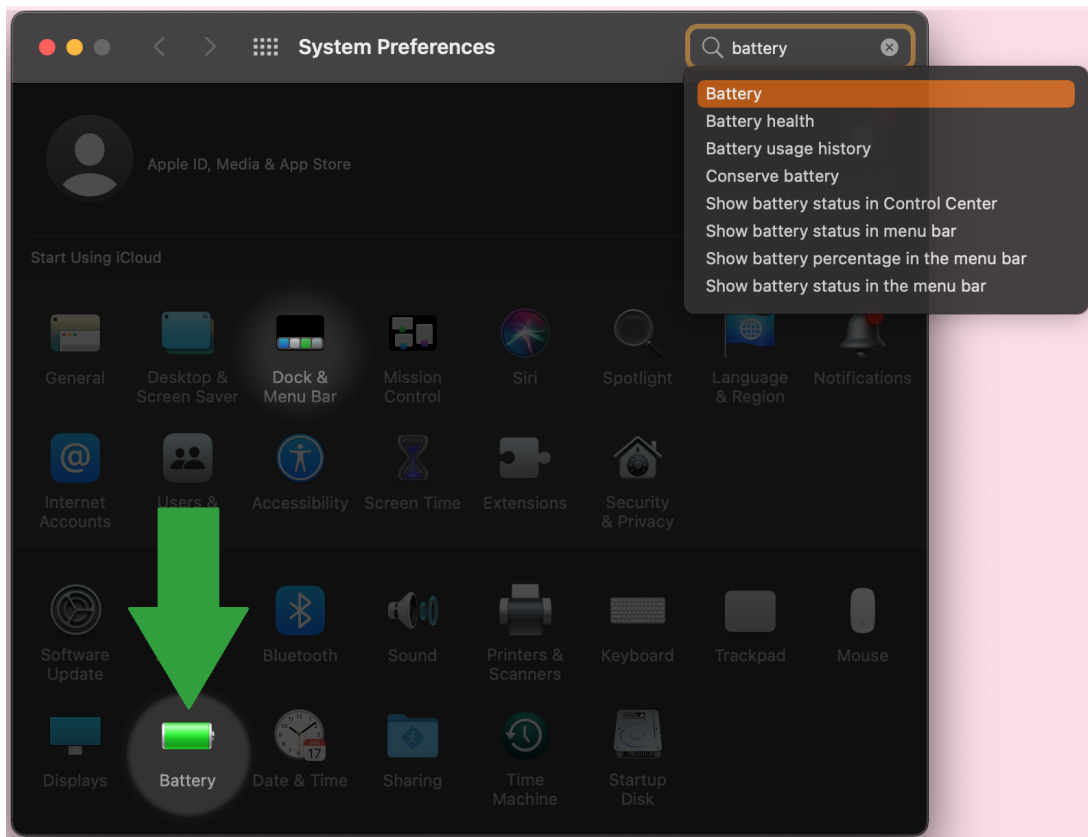 System Preferences
battery
Battery
Battery health
Battery usage history
Conserve battery
Show battery status in Control Center
Show battery status in menu bar
Show battery percentage in the menu bar
Show battery status in the menu bar
Apple ID, Media & App Store
Start Using iCloud
General
Desktop &
Screen Saver
Dock &
Menu Bar
Mission
Control
Siri
Spotlight
Language
& Region
Notifications
Internet
Accounts
Users &
Accessibility
Screen Time
Extensions
Security
& Privacy
Software
Update
Bluetooth
Sound
Printers &
Scanners
Keyboard
Trackpad
Mouse
Displays
Battery
Date & Time
JUL
17
Sharing
Time
Machine
Startup
Disk